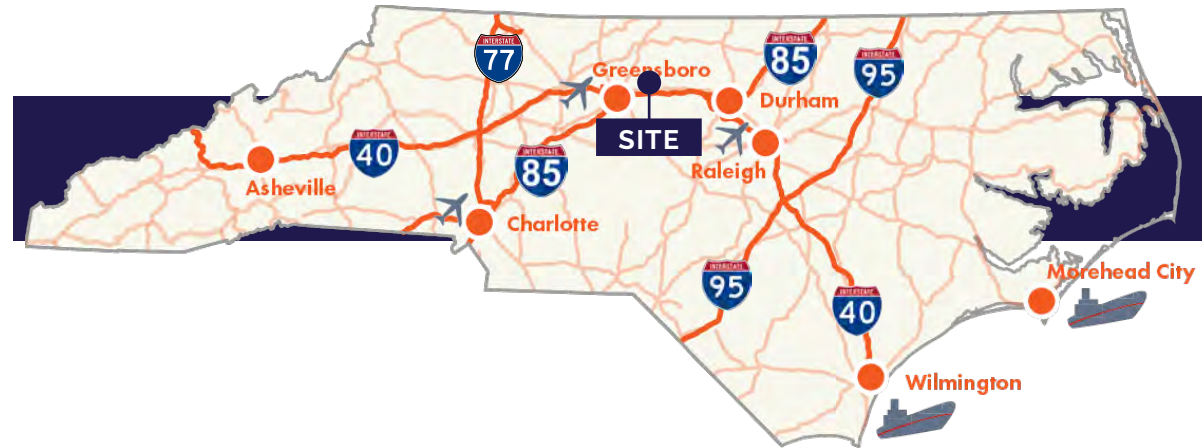 INTERSTATE
77
INTERSTATE
85
INTERSTATE
95
Greensboro
Durham
SITE
INTERSTATE
40
INTERSTATE
85
Raleigh
Asheville
Charlotte
INTERSTATE
95
INTERSTATE
40
Morehead City
Wilmington